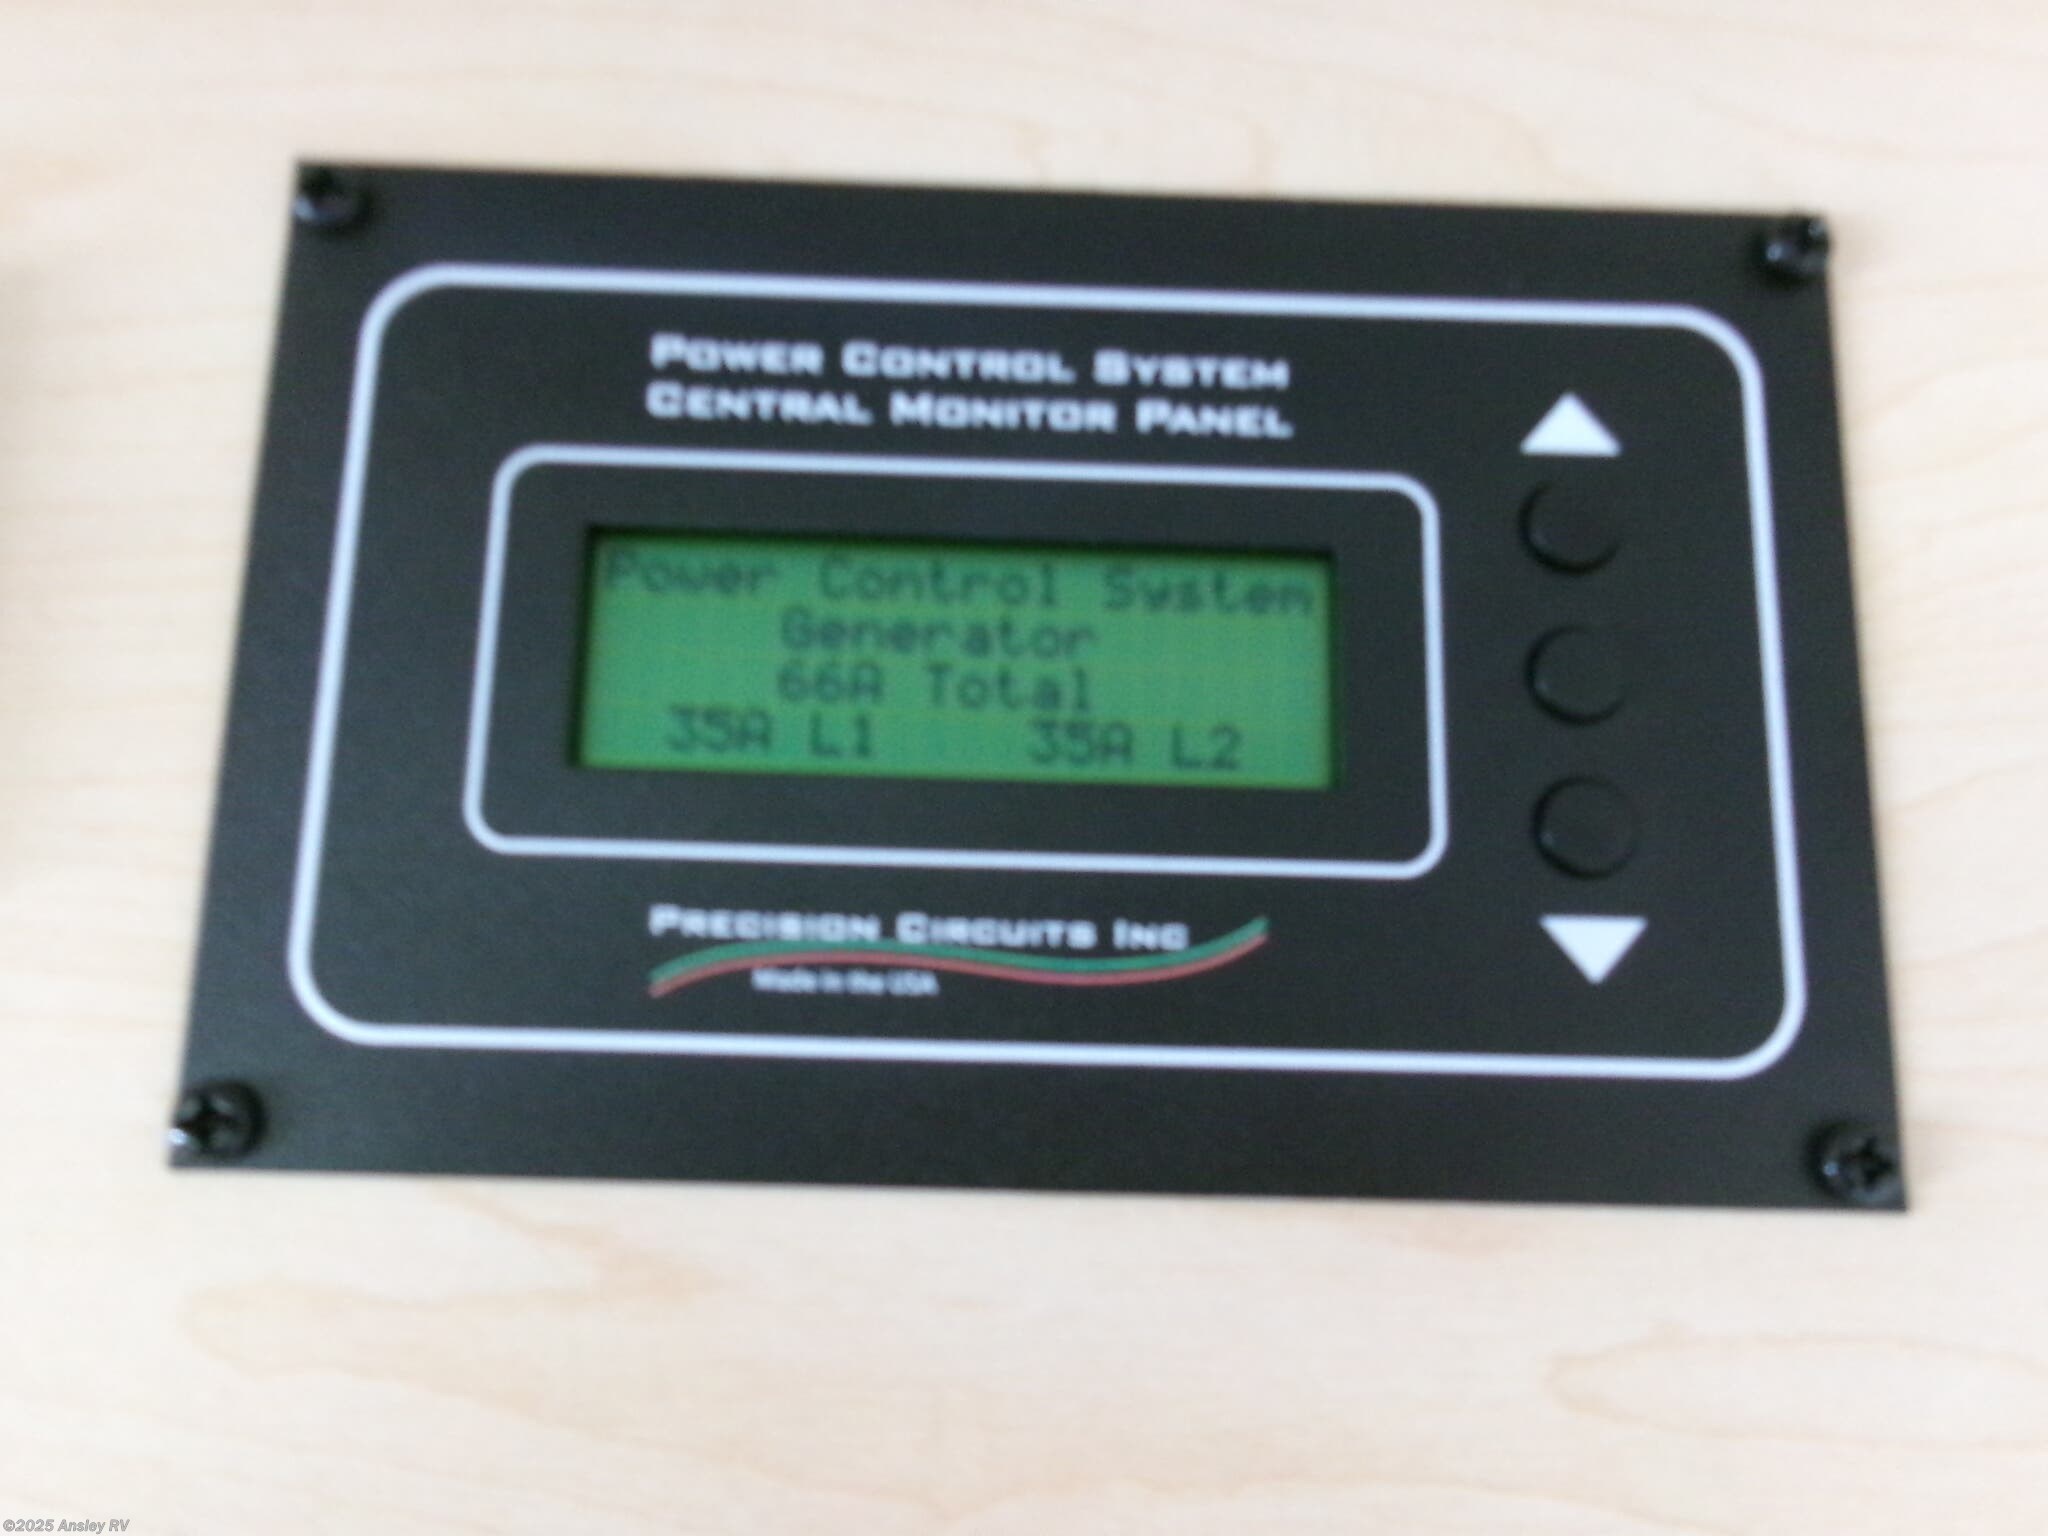 POWER CONTROL SYSTEM
CENTRAL MONITOR PANEL
Power Control System
Generator
66A Total
35A L1 35A L2
PRECISION CIRCUITS INC
Made in the USA
©2025 Ansley RV